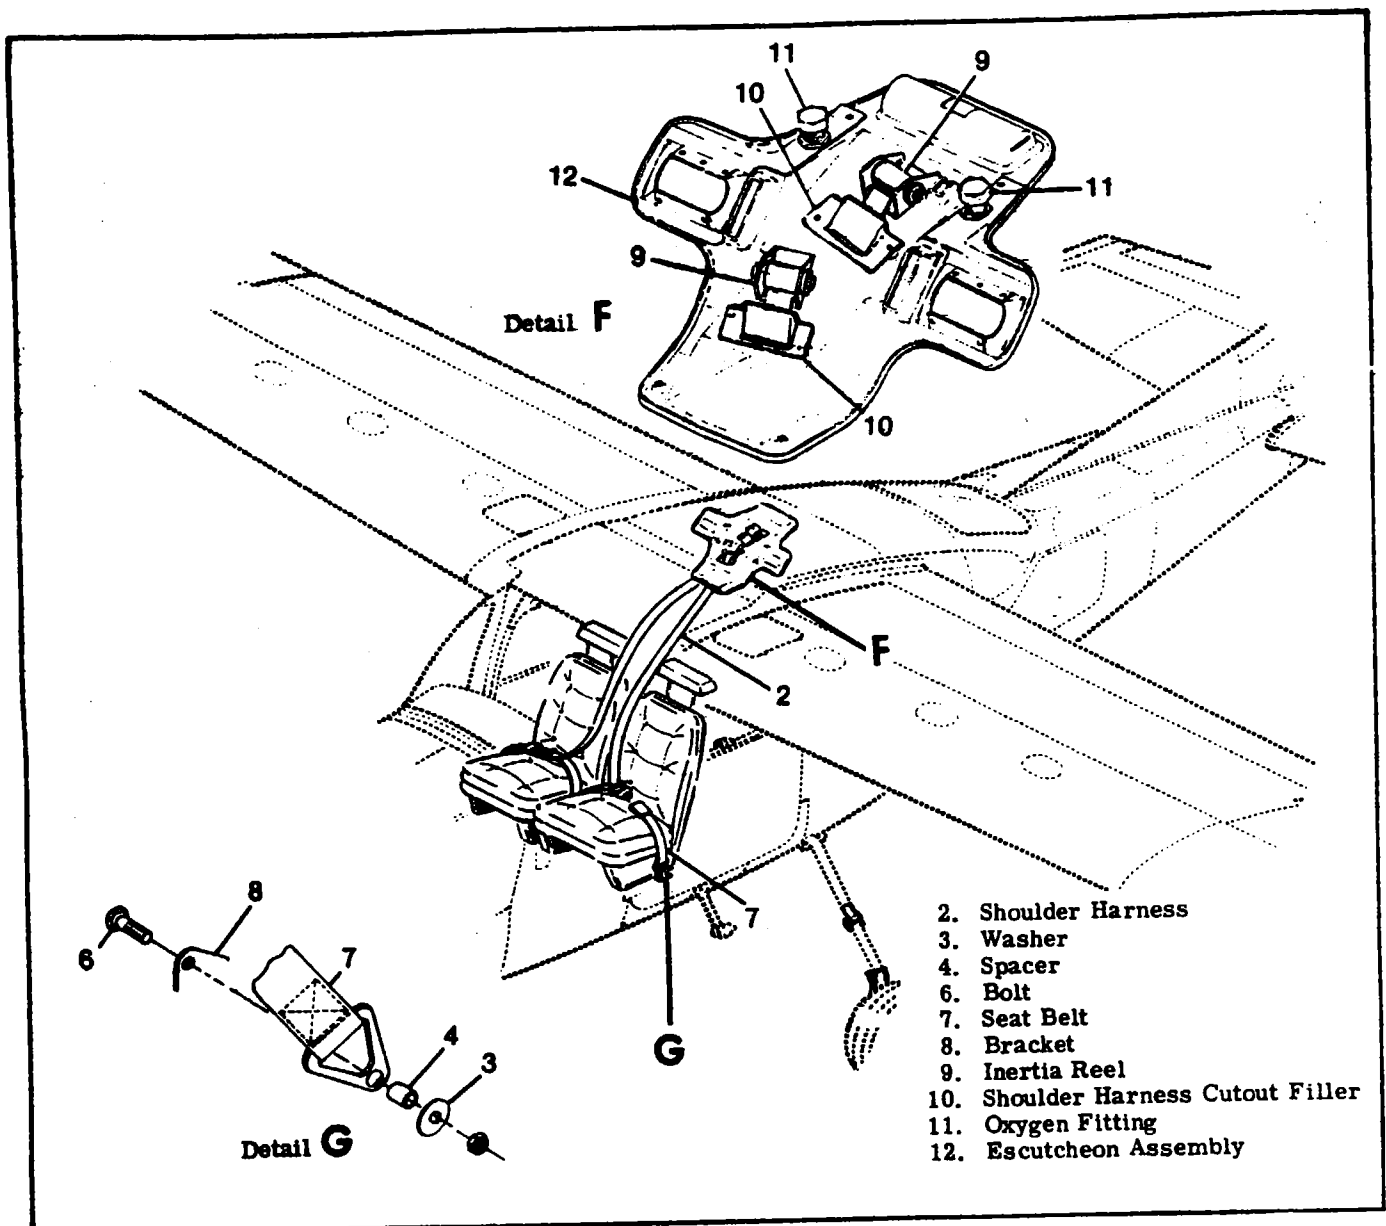 11
9
10
12
11
9
Detail F
10
F
2
8
7
6
7
4
3
G
Detail G
2. Shoulder Harness
3. Washer
4. Spacer
6. Bolt
7. Seat Belt
8. Bracket
9. Inertia Reel
10. Shoulder Harness Cutout Filler
11. Oxygen Fitting
12. Escutcheon Assembly